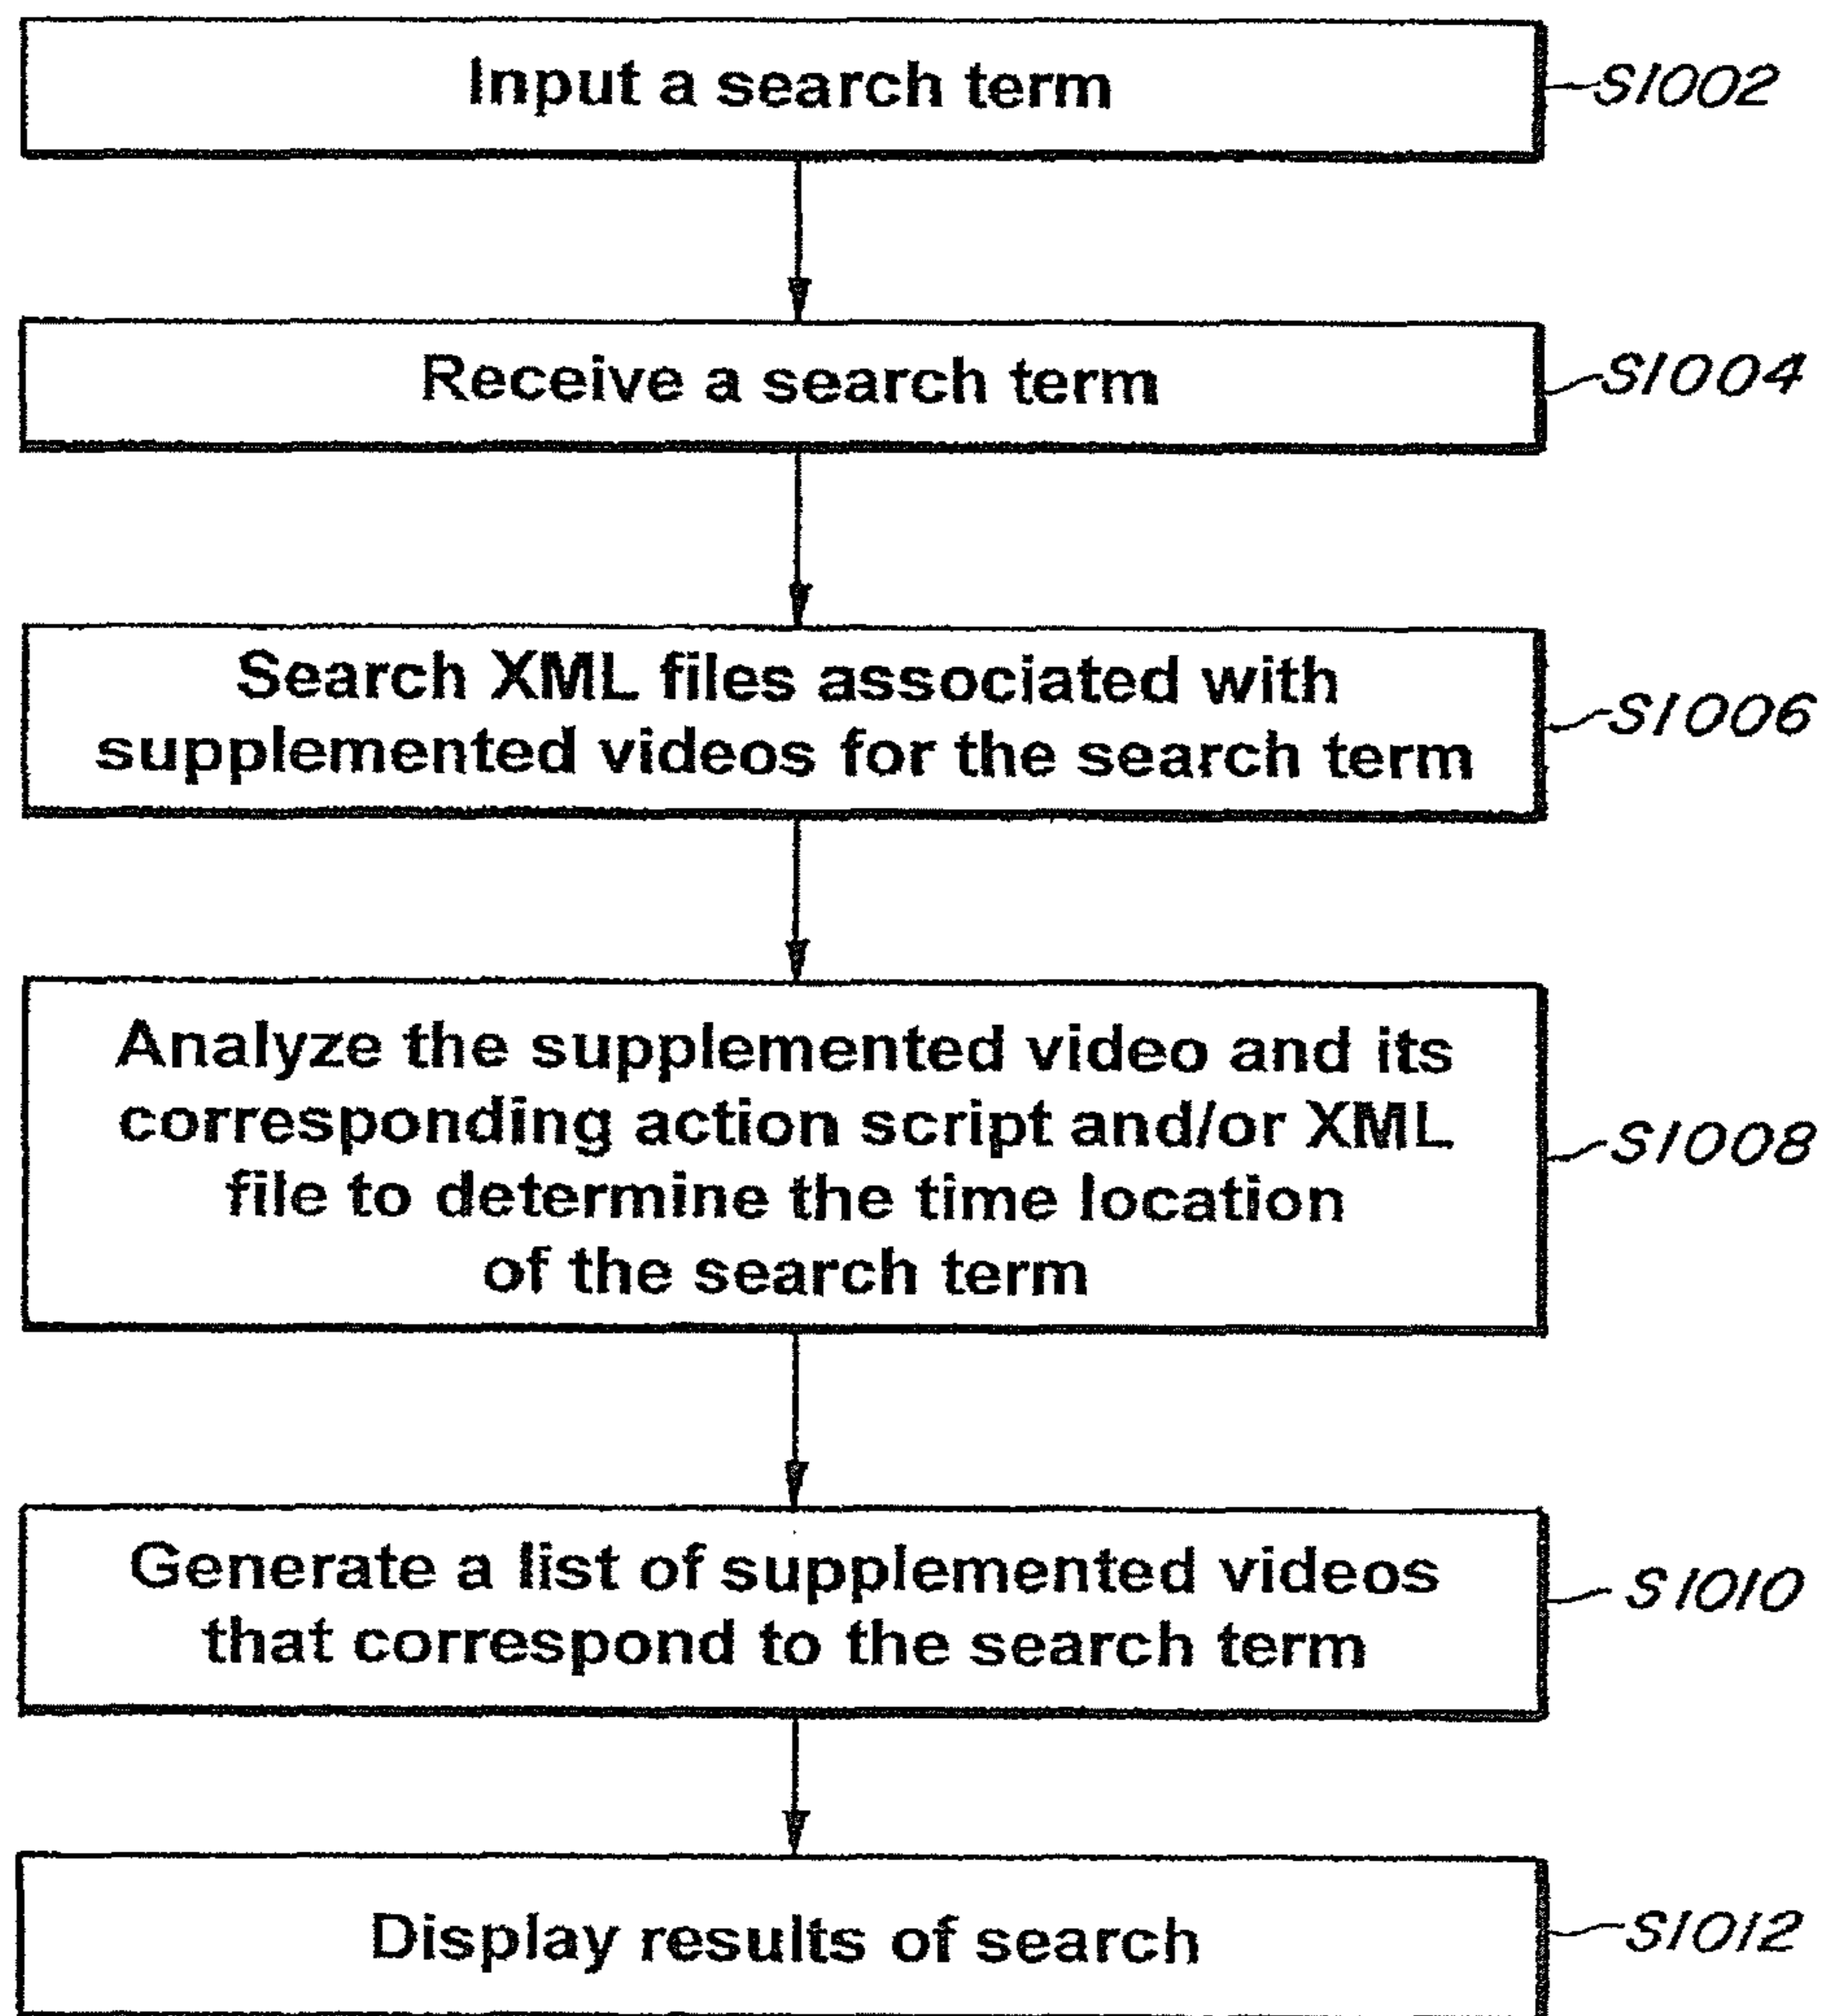 Input a search term
S1002
Receive a search term
S1004
Search XML files associated with
supplemented videos for the search term
S1006
Analyze the supplemented video and its
corresponding action script and/or XML
file to determine the time location
of the search term
S1008
Generate a list of supplemented videos
that correspond to the search term
S1010
Display results of search
S1012